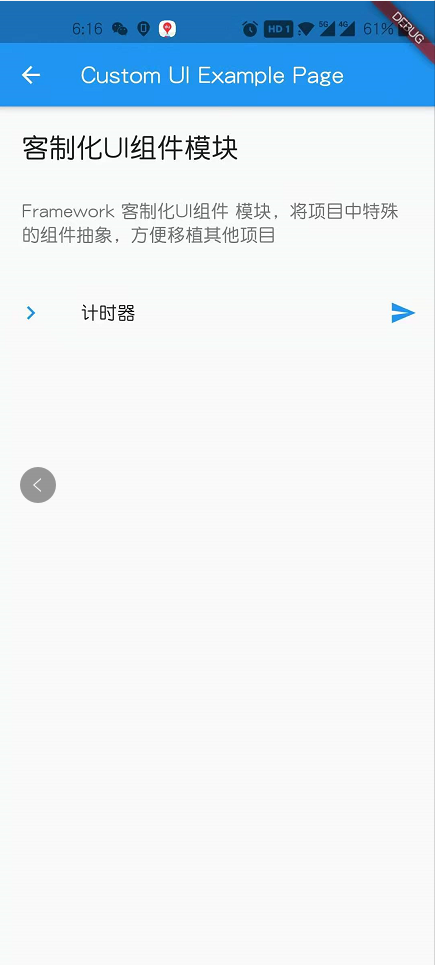 6:16 HD 1 5G 4G 61%
DEBUG
Custom UI Example Page
客制化UI组件模块
Framework 客制化UI组件 模块，将项目中特殊
的组件抽象，方便移植其他项目
计时器